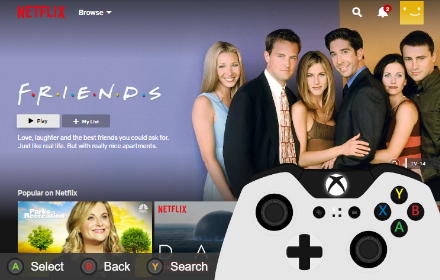 NETFLIX
Browse
2
F·R·I·E·N·D·S
Play
+ My List
Love, laughter and the best friends you could ask for.
Just like real life. But with really nice apartments.
TV-14
Popular on Netflix
Parks and Recreation
NETFLIX
Y
X
B
A
A Select
B Back
Y Search